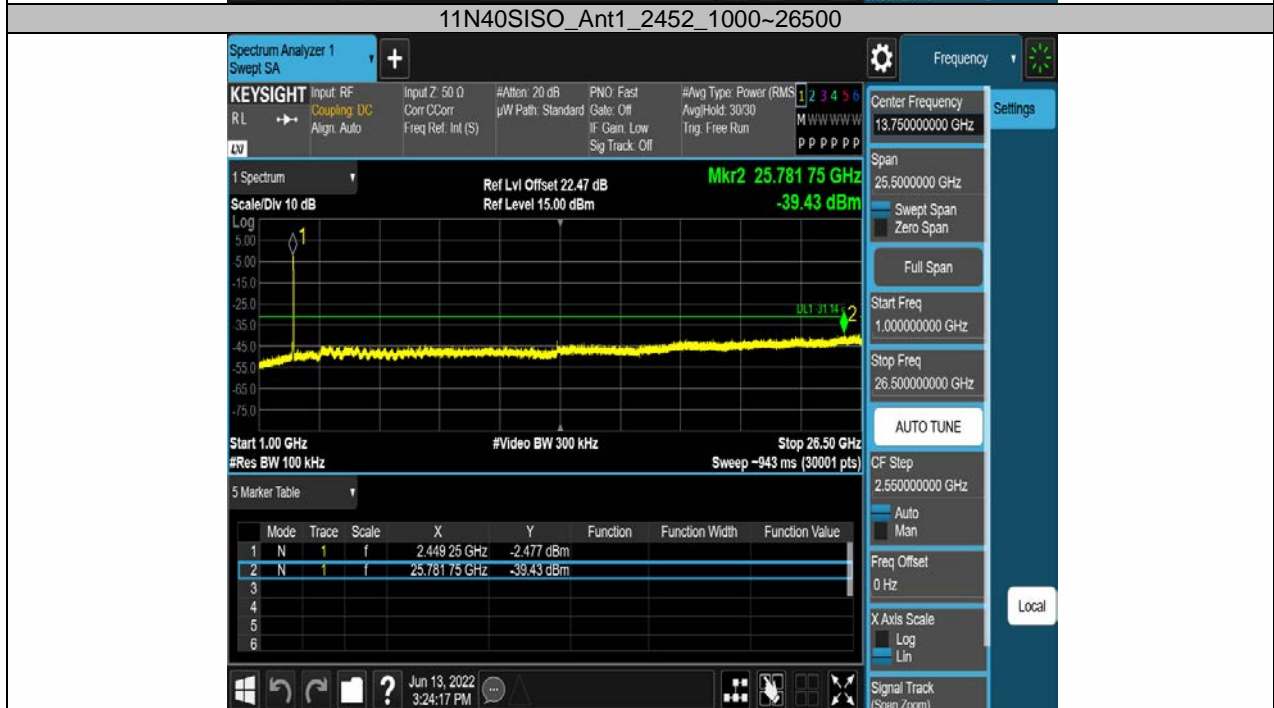 11N40SISO_Ant1_2452_1000~26500
Spectrum Analyzer 1
Swept SA
+
Frequency
KEYSIGHT
RL
LXI
Input: RF
Coupling: DC
Align: Auto
Input Z: 50 Ω
Corr CCorr
Freq Ref: Int (S)
#Atten: 20 dB
µW Path: Standard
PNO: Fast
Gate: Off
IF Gain: Low
Sig Track: Off
#Avg Type: Power (RMS
Avg|Hold: 30/30
Trig: Free Run
1 2 3 4 5 6
M W W W W W
P P P P P P
Center Frequency
13.750000000 GHz
Settings
Span
25.5000000 GHz
Swept Span
Zero Span
Full Span
Start Freq
1.000000000 GHz
Stop Freq
26.500000000 GHz
AUTO TUNE
CF Step
2.550000000 GHz
Auto
Man
Freq Offset
0 Hz
X Axis Scale
Log
Lin
Signal Track
(Span Zoom)
Local
1 Spectrum
Scale/Div 10 dB
Ref Lvl Offset 22.47 dB
Ref Level 15.00 dBm
Mkr2 25.781 75 GHz
-39.43 dBm
Log
5.00
-5.00
-15.0
-25.0
-35.0
-45.0
-55.0
-65.0
-75.0
1
2
Start 1.00 GHz
#Res BW 100 kHz
#Video BW 300 kHz
Stop 26.50 GHz
Sweep ~943 ms (30001 pts)
5 Marker Table
Mode Trace Scale X Y Function Function Width Function Value
1 N 1 f 2.449 25 GHz -2.477 dBm
2 N 1 f 25.781 75 GHz -39.43 dBm
3
4
5
6
?
Jun 13, 2022
3:24:17 PM